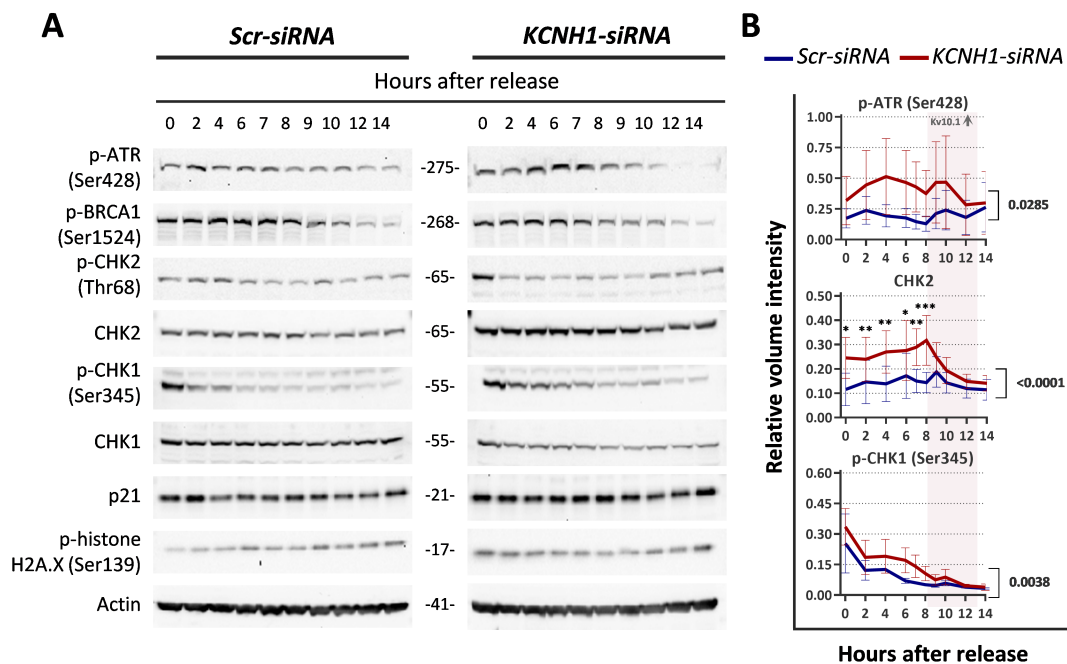 A
Scr-siRNA
KCNH1-siRNA
Hours after release
0 2 4 6 7 8 9 10 12 14
0 2 4 6 7 8 9 10 12 14
p-ATR
(Ser428)
-275-
p-BRCA1
(Ser1524)
-268-
p-CHK2
(Thr68)
-65-
CHK2
-65-
p-CHK1
(Ser345)
-55-
CHK1
-55-
p21
-21-
p-histone
H2A.X (Ser139)
-17-
Actin
-41-
B
Scr-siRNA
KCNH1-siRNA
Relative volume intensity
p-ATR (Ser428)
Kv10.1
1.00
0.75
0.50
0.25
0.00
0 2 4 6 8 10 12 14
0.0285
CHK2
0.50
0.40
0.30
0.20
0.10
0.00
* ** ** * ** ***
0 2 4 6 8 10 12 14
<0.0001
p-CHK1 (Ser345)
0.60
0.45
0.30
0.15
0.00
0 2 4 6 8 10 12 14
0.0038
Hours after release